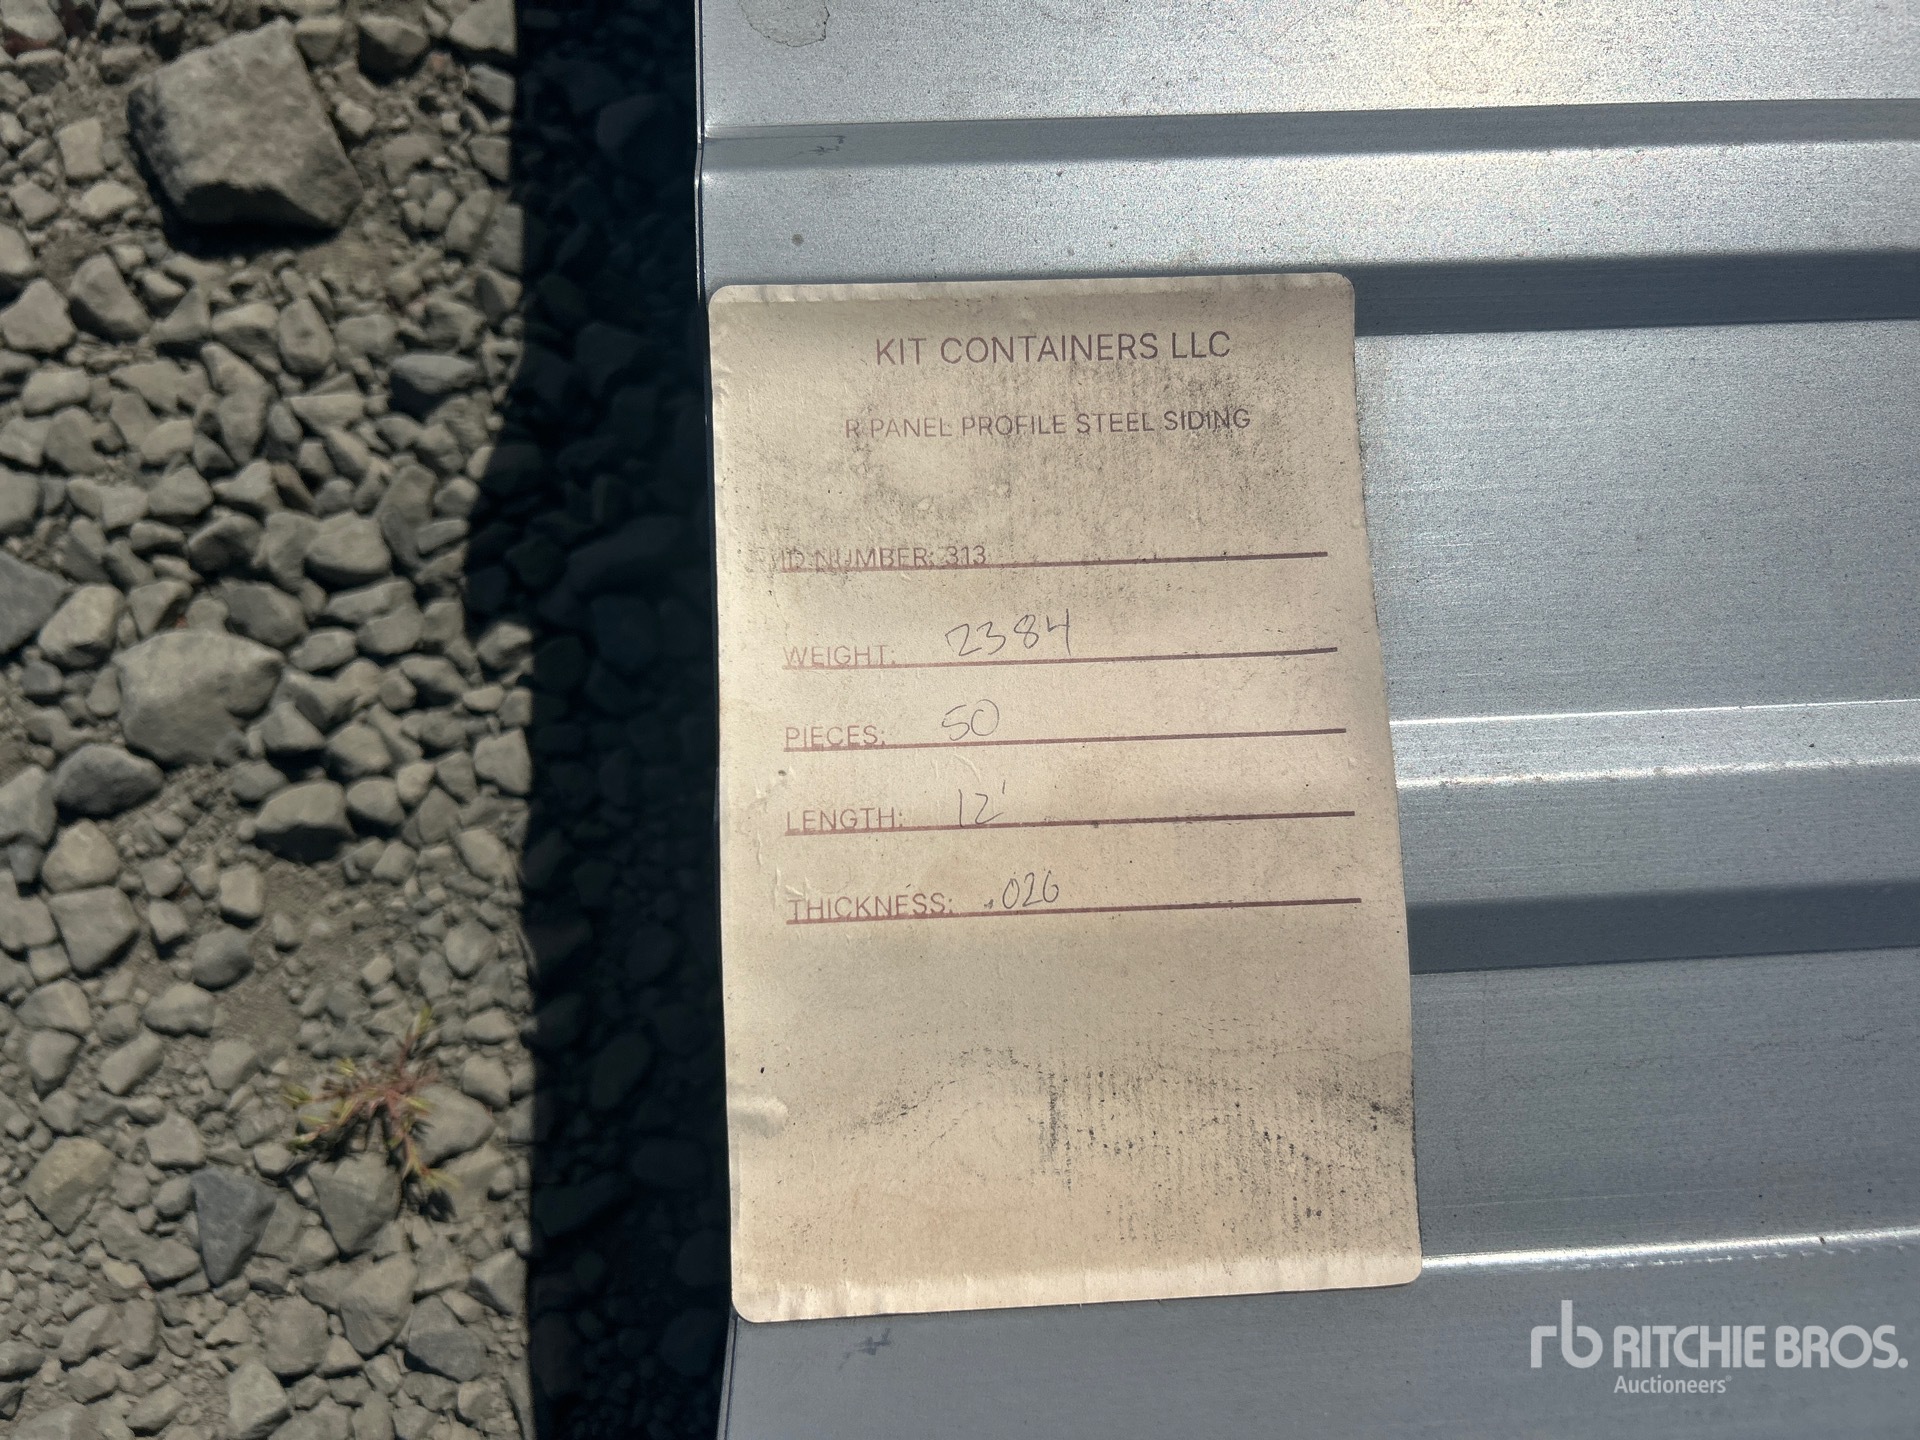 KIT CONTAINERS LLC
R PANEL PROFILE STEEL SIDING
ID NUMBER: 313
WEIGHT: 2384
PIECES: 50
LENGTH: 12'
THICKNESS: .026
rb RITCHIE BROS.
Auctioneers